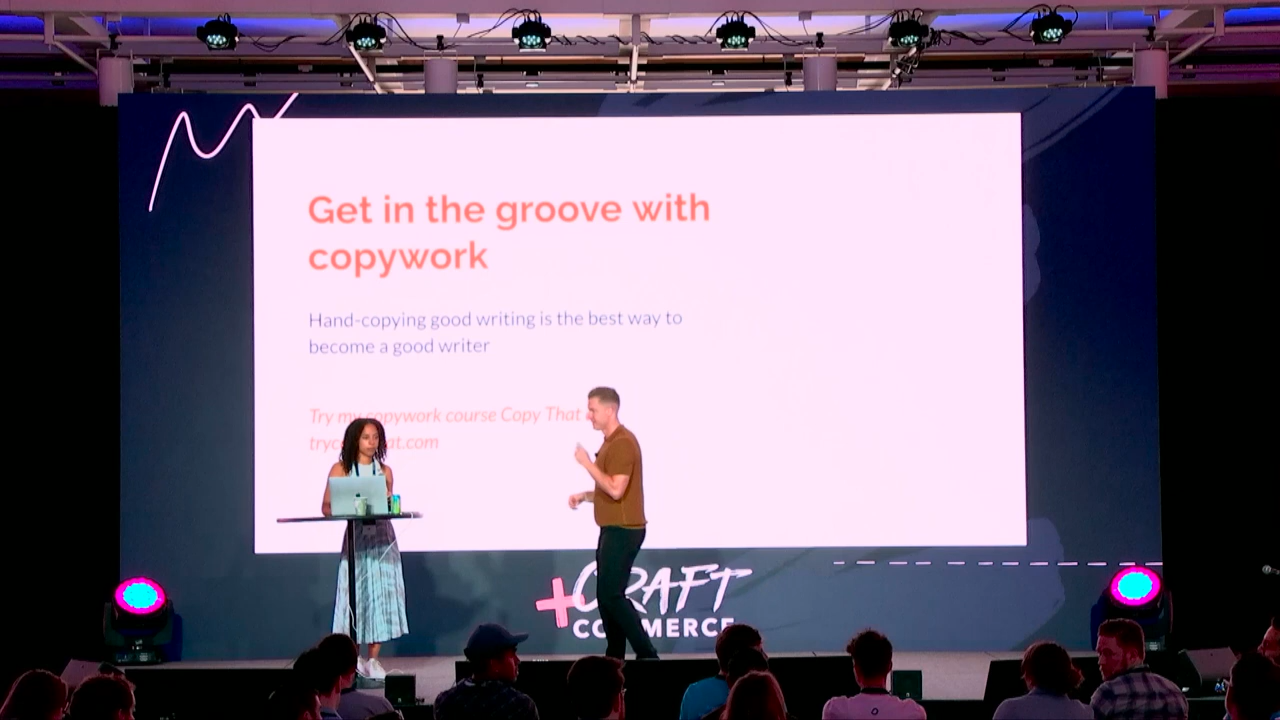 Get in the groove with
copywork
Hand-copying good writing is the best way to
become a good writer
Try my copywork course Copy That
CRAFT
COMMERCE